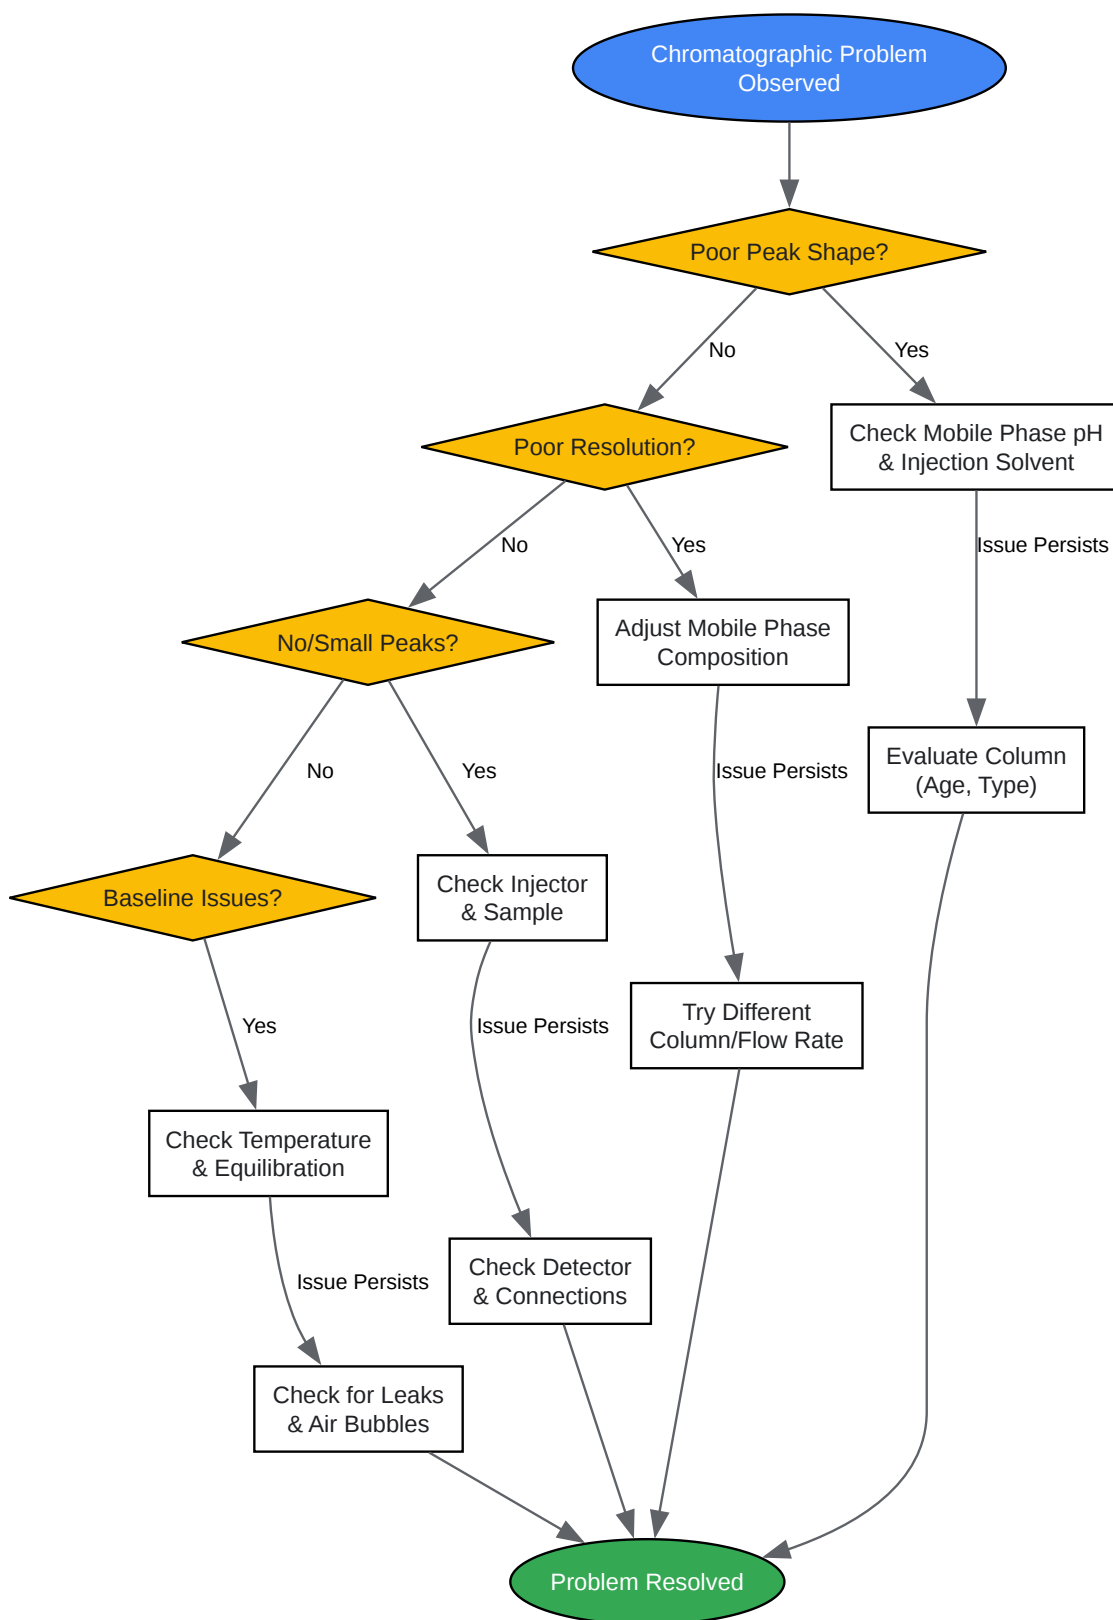 Chromatographic Problem
Observed
Poor Peak Shape?
No
Yes
Poor Resolution?
Check Mobile Phase pH
& Injection Solvent
No
Yes
Issue Persists
No/Small Peaks?
Adjust Mobile Phase
Composition
Evaluate Column
(Age, Type)
No
Yes
Issue Persists
Baseline Issues?
Check Injector
& Sample
Try Different
Column/Flow Rate
Yes
Issue Persists
Check Temperature
& Equilibration
Check Detector
& Connections
Issue Persists
Check for Leaks
& Air Bubbles
Problem Resolved